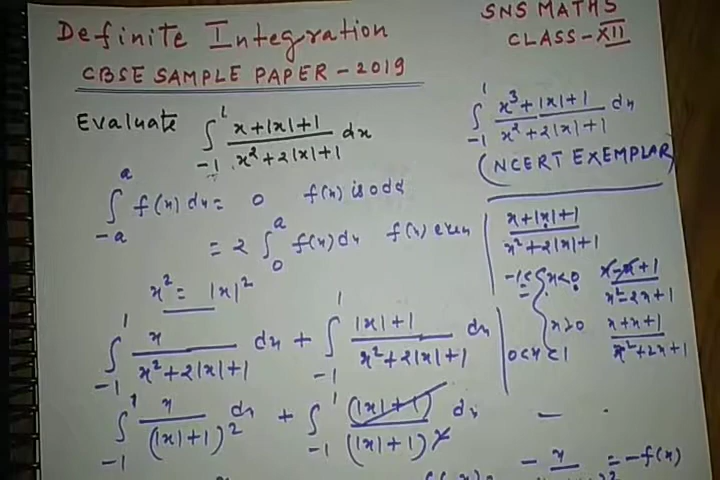 Definite Integration
CBSE SAMPLE PAPER - 2019
SNS MATHS
CLASS - XII
Evaluate ∫₋₁¹ (x+|x|+1)/(x²+2|x|+1) dx
∫₋₁¹ (x³+|x|+1)/(x²+2|x|+1) dx
(NCERT EXEMPLAR)
∫₋ₐᵃ f(x) dx = 0 f(x) is odd
= 2 ∫₀ᵃ f(x) dx f(x) even
x² = |x|²
∫₋₁¹ x/(x²+2|x|+1) dx + ∫₋₁¹ (|x|+1)/(x²+2|x|+1) dx
∫₋₁¹ x/(|x|+1)² dx + ∫₋₁¹ (|x|+1)/(|x|+1)² dx —
(x+|x|+1)/(x²+2|x|+1)
-1≤ x<0 (x-x+1)/(x²-2x+1)
x>0 (x+x+1)/(x²+2x+1)
0<x<1
- x = -f(x)